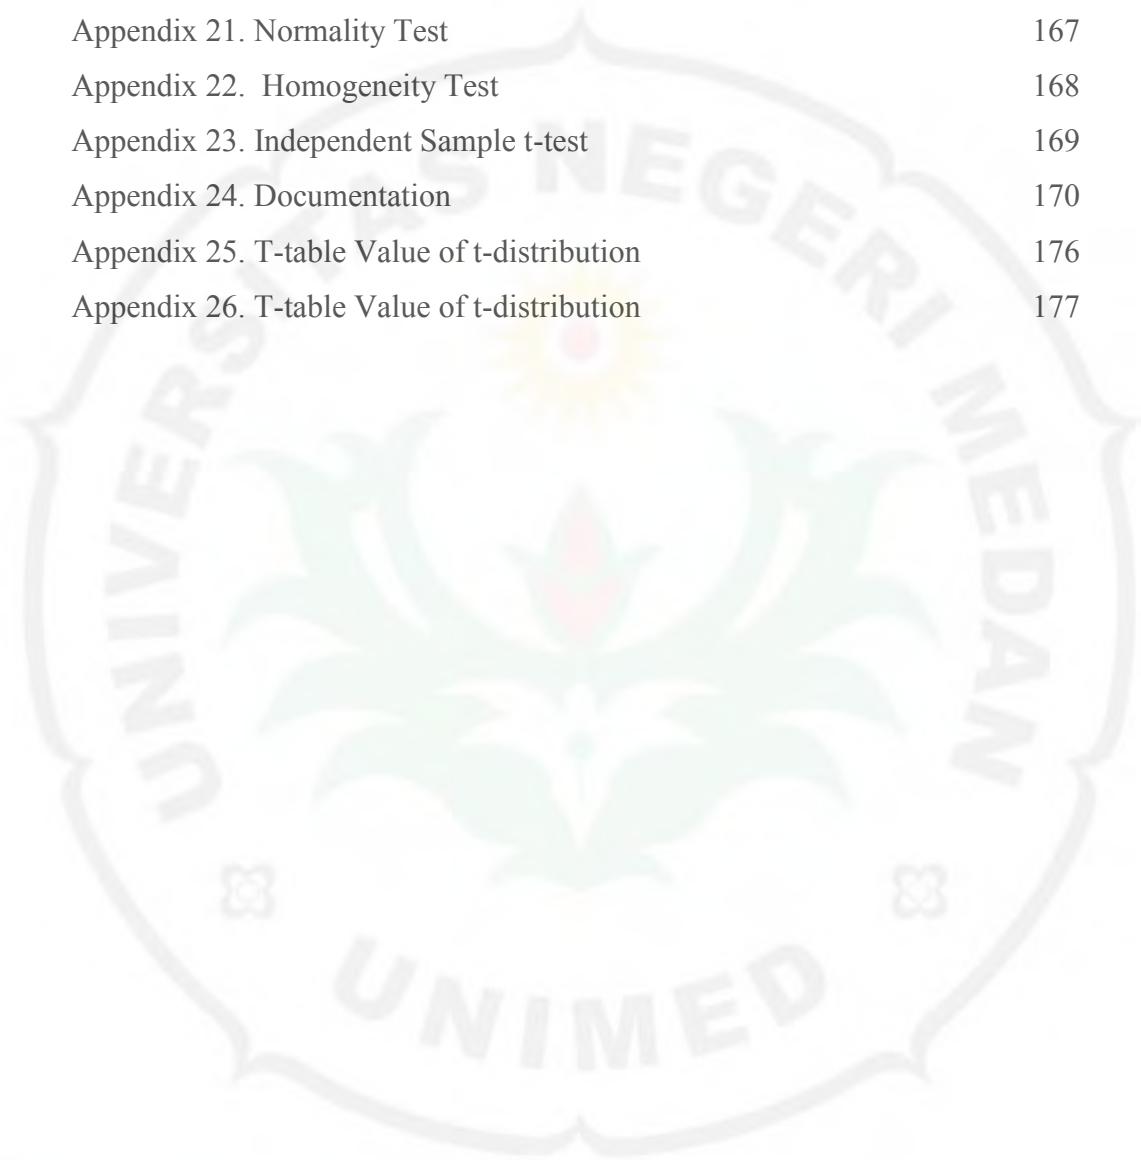 Appendix 21. Normality Test 167
Appendix 22.  Homogeneity Test 168
Appendix 23. Independent Sample t-test 169
Appendix 24. Documentation 170
Appendix 25. T-table Value of t-distribution 176
Appendix 26. T-table Value of t-distribution 177
UNIVERSITAS NEGERI MEDAN
UNIMED